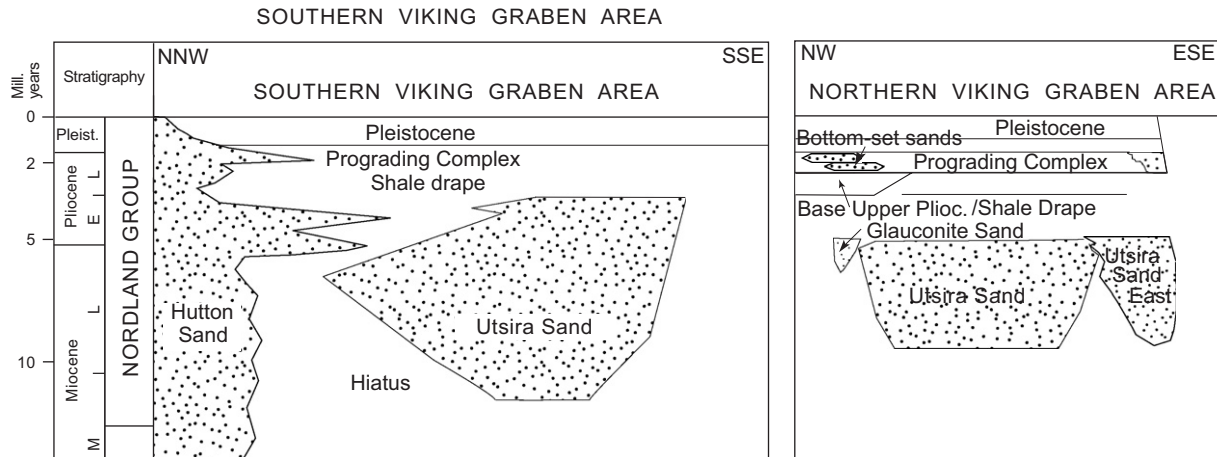 SOUTHERN VIKING GRABEN AREA
Mill. years
Stratigraphy
NNW
SSE
SOUTHERN VIKING GRABEN AREA
0
2
5
10
Pleist.
Pliocene
L
E
Miocene
L
I
M
NORDLAND GROUP
Pleistocene
Prograding Complex
Shale drape
Hutton
Sand
Utsira Sand
Hiatus
NW
ESE
NORTHERN VIKING GRABEN AREA
Pleistocene
Bottom-set sands
Prograding Complex
Base Upper Plioc. /Shale Drape
Glauconite Sand
Utsira Sand
Utsira
Sand
East